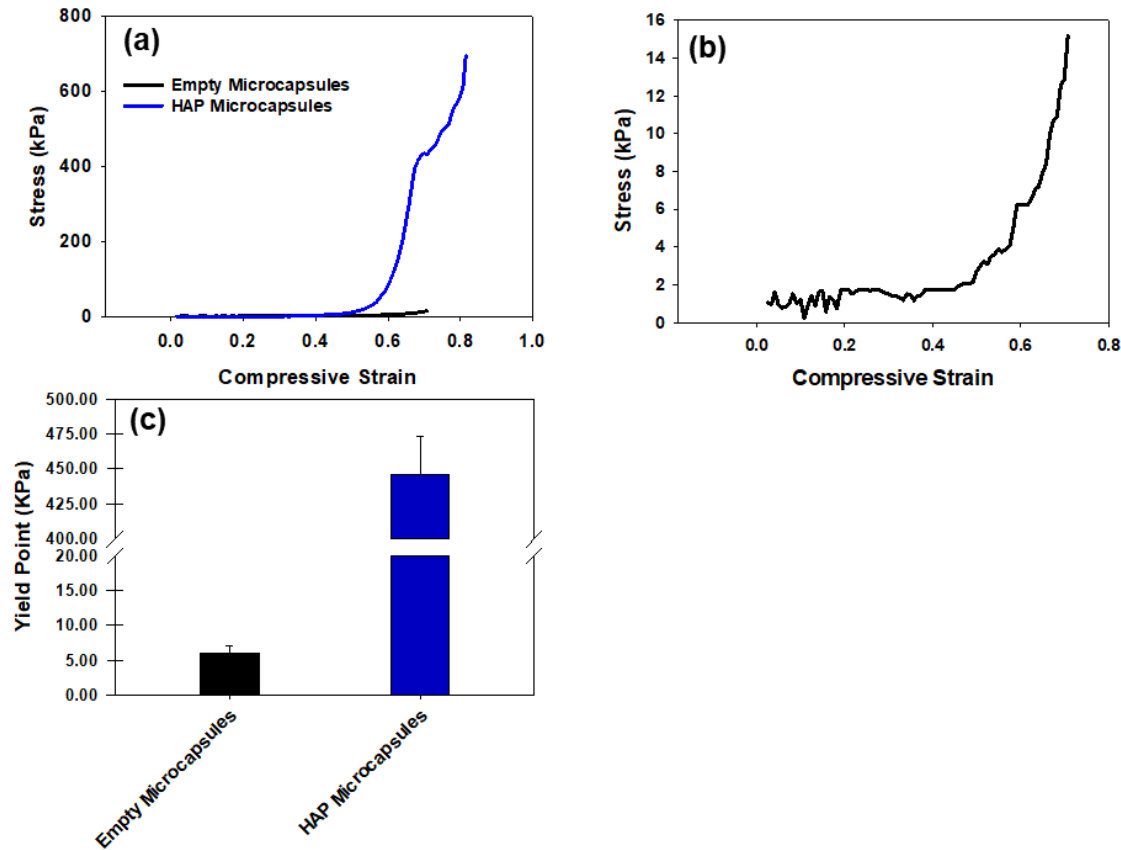 (a)
Empty Microcapsules
HAP Microcapsules
800
600
400
200
0
Stress (kPa)
0.0 0.2 0.4 0.6 0.8 1.0
Compressive Strain
(b)
16
14
12
10
8
6
4
2
0
Stress (kPa)
0.0 0.2 0.4 0.6 0.8
Compressive Strain
(c)
500.00
475.00
450.00
425.00
400.00
20.00
15.00
10.00
5.00
0.00
Yield Point (KPa)
Empty Microcapsules
HAP Microcapsules